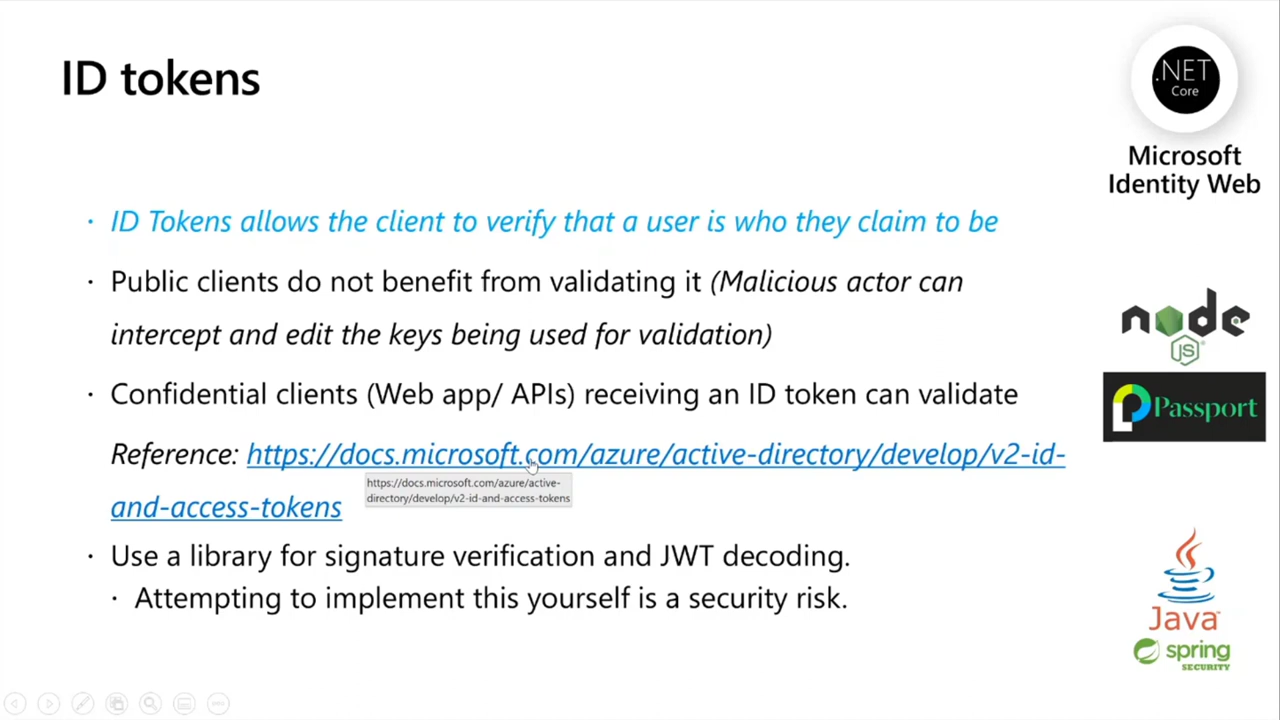 ID tokens
.NET
Core
Microsoft
Identity Web
· ID Tokens allows the client to verify that a user is who they claim to be
· Public clients do not benefit from validating it (Malicious actor can
intercept and edit the keys being used for validation)
· Confidential clients (Web app/ APIs) receiving an ID token can validate
Reference: https://docs.microsoft.com/azure/active-directory/develop/v2-id-
and-access-tokens
https://docs.microsoft.com/azure/active-
directory/develop/v2-id-and-access-tokens
· Use a library for signature verification and JWT decoding.
· Attempting to implement this yourself is a security risk.
node
JS
Passport
Java
spring
SECURITY